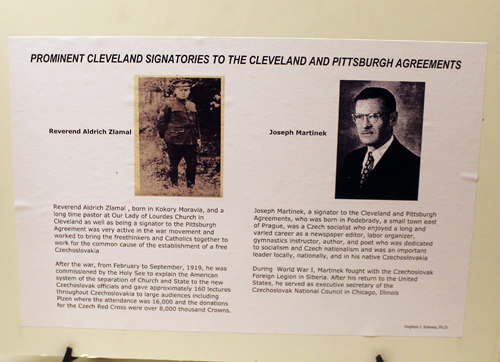 PROMINENT CLEVELAND SIGNATORIES TO THE CLEVELAND AND PITTSBURGH AGREEMENTS
Reverend Aldrich Zlamal
Joseph Martinek
Reverend Aldrich Zlamal , born in Kokory Moravia, and a
long time pastor at Our Lady of Lourdes Church in
Cleveland as well as being a signator to the Pittsburgh
Agreement was very active in the war movement and
worked to bring the freethinkers and Catholics together to
work for the common cause of the establishment of a free
Czechoslovakia
After the war, from February to September, 1919, he was
commissioned by the Holy See to explain the American
system of the separation of Church and State to the new
Czechoslovak officials and gave approximately 160 lectures
throughout Czechoslovakia to large audiences including
Plzen where the attendance was 16,000 and the donations
for the Czech Red Cross were over 8,000 thousand Crowns.
Joseph Martinek, a signator to the Cleveland and Pittsburg
Agreements, who was born in Podebrady, a small town east
of Prague, was a Czech socialist who enjoyed a long and
varied career as a newspaper editor, labor organizer,
gymnastics instructor, author, and poet who was dedicated
to socialism and Czech nationalism and was an important
leader locally, nationally, and in his native Czechoslovakia
During World War I, Martinek fought with the Czechoslovak
Foreign Legion in Siberia. After his return to the United
States, he served as executive secretary of the
Czechoslovak National Council in Chicago, Illinois
Stephen J. Sebesta, Ph.D.